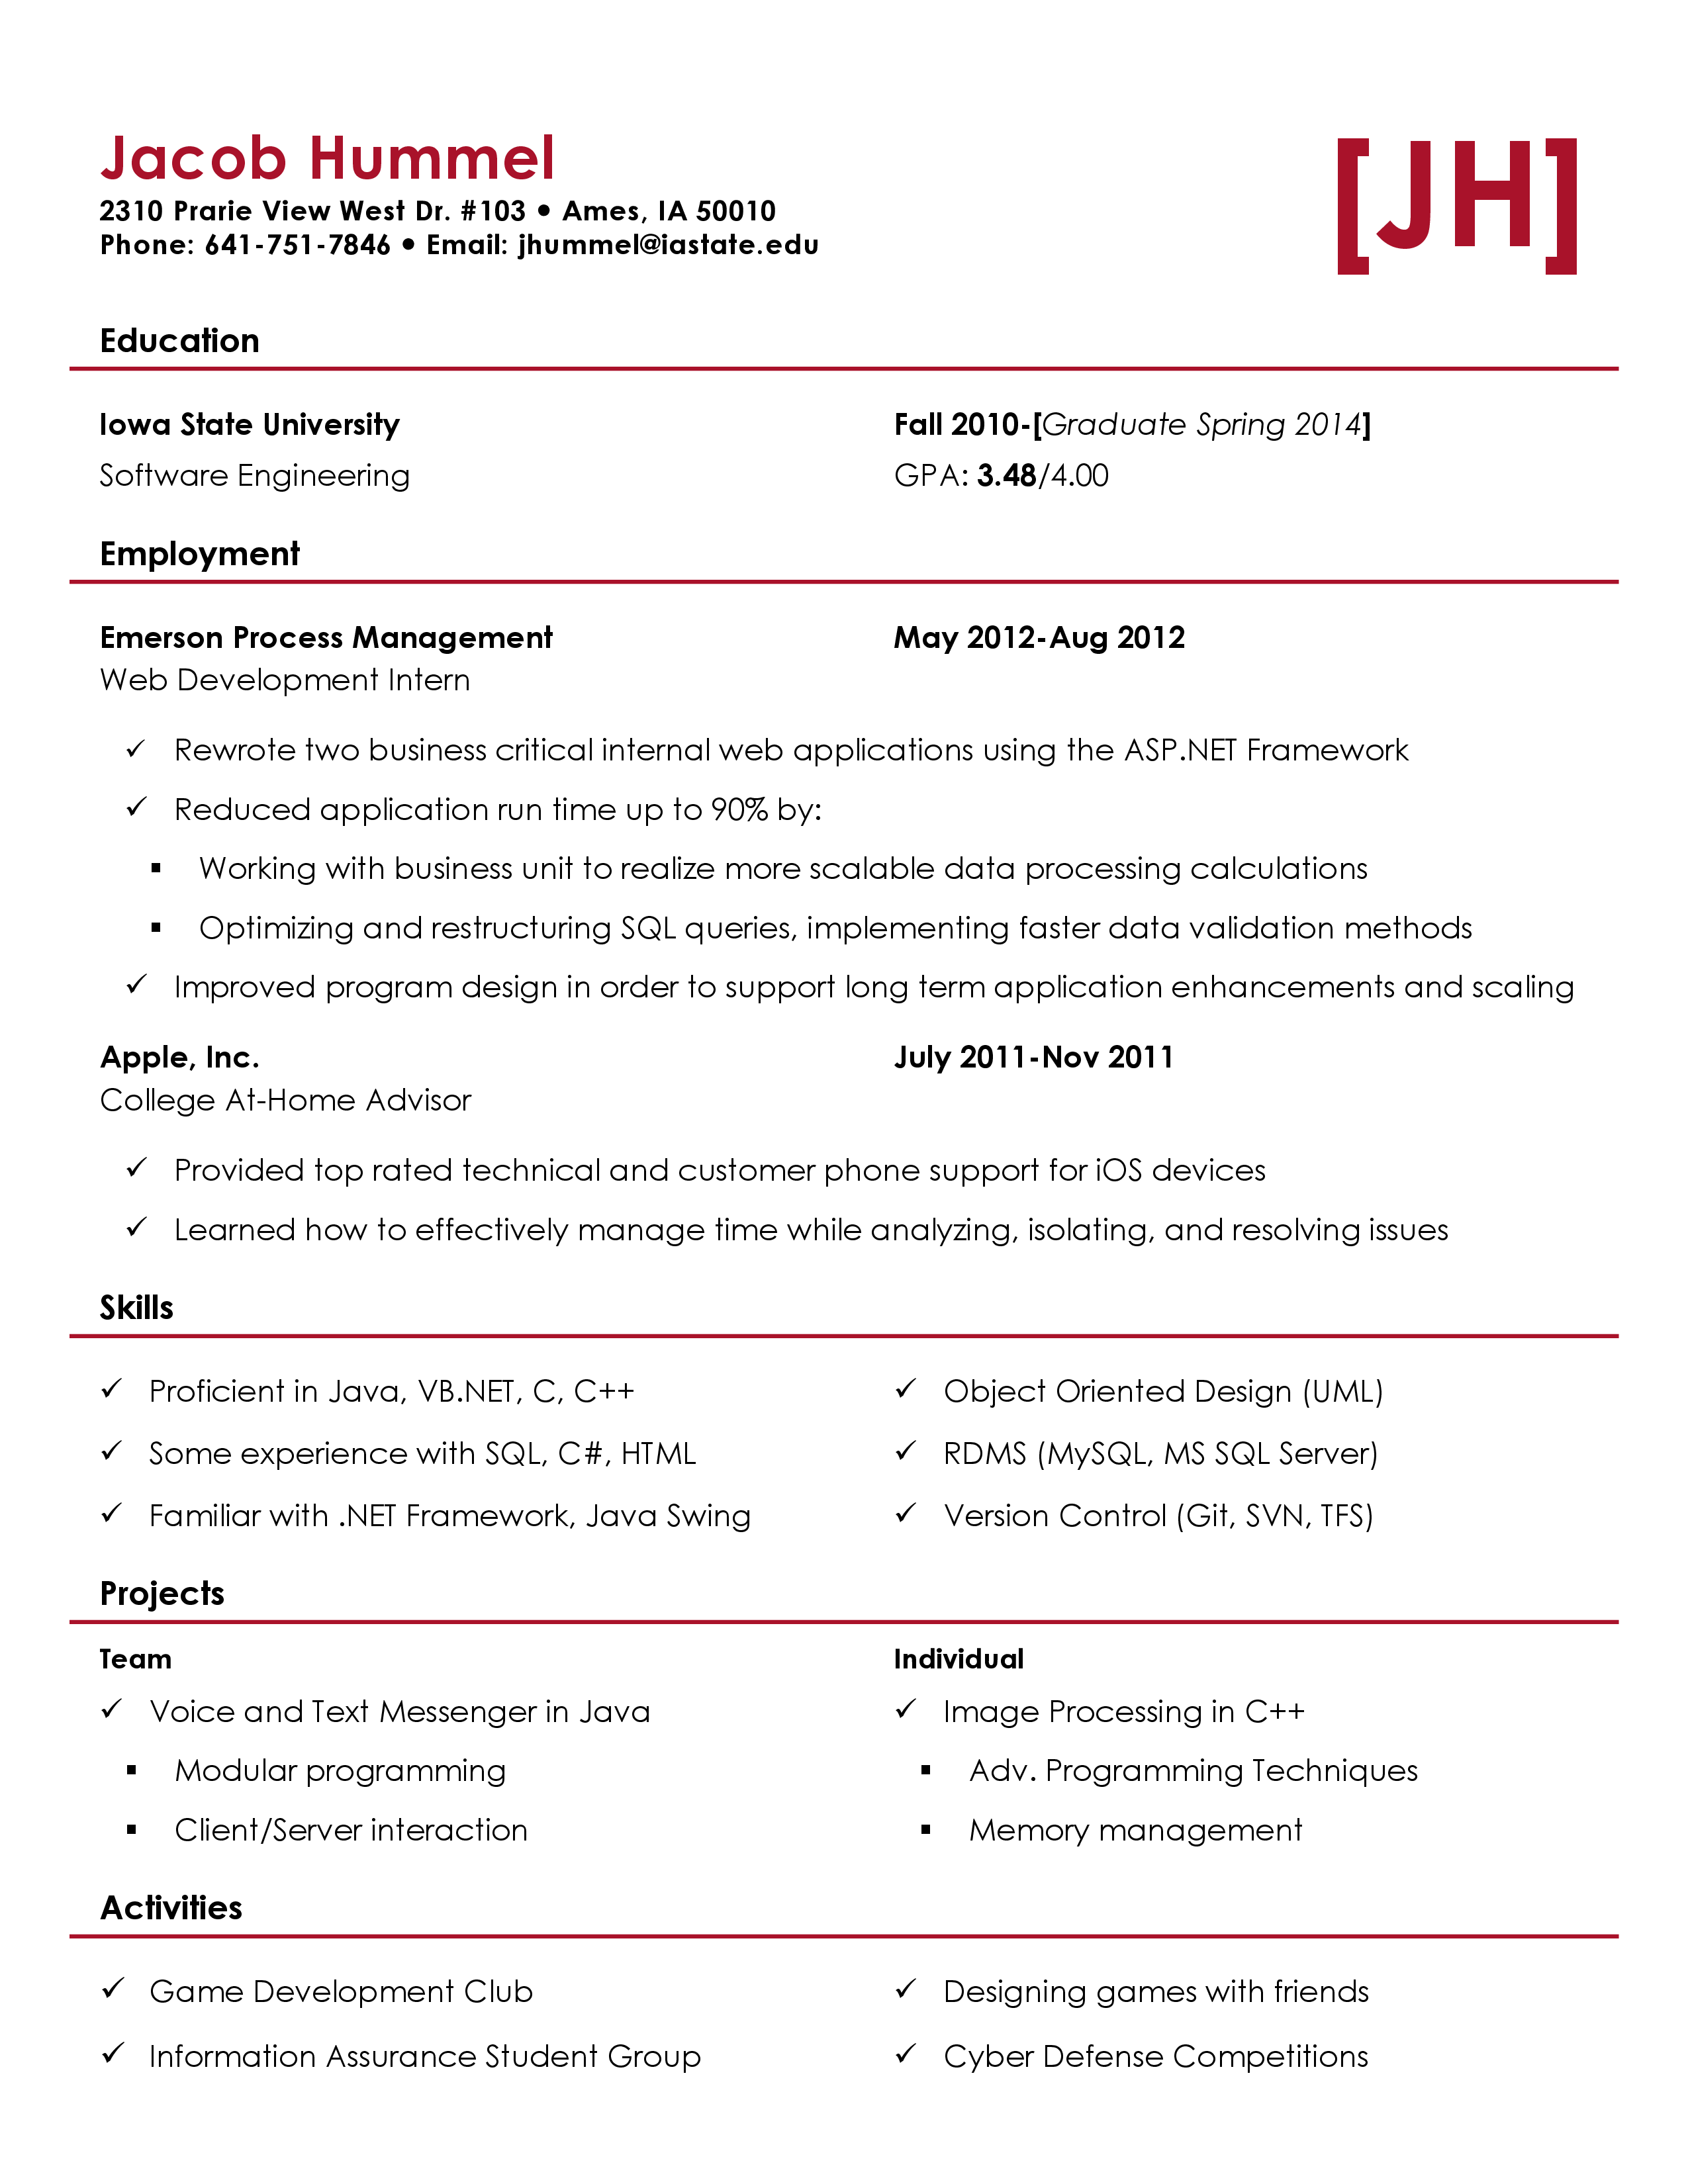 Jacob Hummel
[JH]
2310 Prarie View West Dr. #103 • Ames, IA 50010
Phone: 641-751-7846 • Email: jhummel@iastate.edu
Education
Iowa State University Fall 2010-[Graduate Spring 2014]
Software Engineering GPA: 3.48/4.00
Employment
Emerson Process Management May 2012-Aug 2012
Web Development Intern
✓ Rewrote two business critical internal web applications using the ASP.NET Framework
✓ Reduced application run time up to 90% by:
▪ Working with business unit to realize more scalable data processing calculations
▪ Optimizing and restructuring SQL queries, implementing faster data validation methods
✓ Improved program design in order to support long term application enhancements and scaling
Apple, Inc. July 2011-Nov 2011
College At-Home Advisor
✓ Provided top rated technical and customer phone support for iOS devices
✓ Learned how to effectively manage time while analyzing, isolating, and resolving issues
Skills
✓ Proficient in Java, VB.NET, C, C++
✓ Some experience with SQL, C#, HTML
✓ Familiar with .NET Framework, Java Swing
✓ Object Oriented Design (UML)
✓ RDMS (MySQL, MS SQL Server)
✓ Version Control (Git, SVN, TFS)
Projects
Team
✓ Voice and Text Messenger in Java
▪ Modular programming
▪ Client/Server interaction
Individual
✓ Image Processing in C++
▪ Adv. Programming Techniques
▪ Memory management
Activities
✓ Game Development Club
✓ Information Assurance Student Group
✓ Designing games with friends
✓ Cyber Defense Competitions